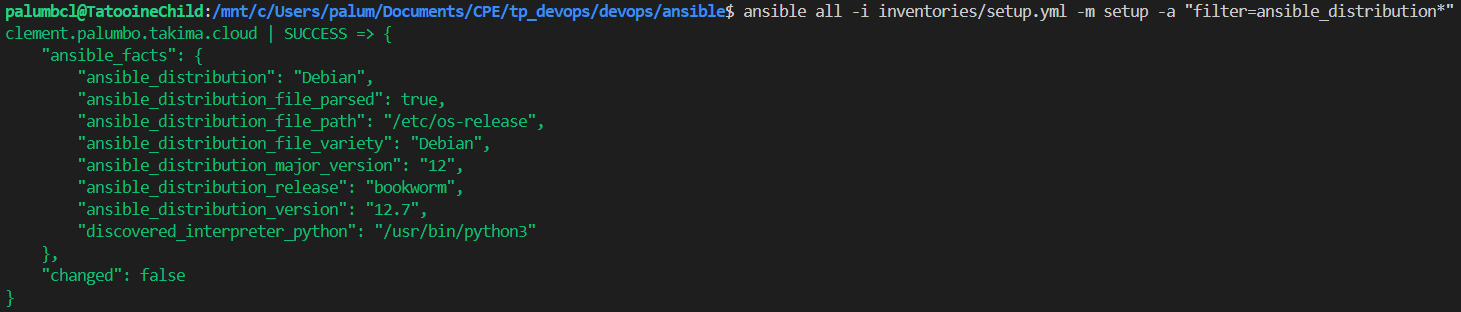 palumbcl@TatooineChild:/mnt/c/Users/palum/Documents/CPE/tp_devops/devops/ansible$ ansible all -i inventories/setup.yml -m setup -a "filter=ansible_distribution*"
clement.palumbo.takima.cloud | SUCCESS => {
    "ansible_facts": {
        "ansible_distribution": "Debian",
        "ansible_distribution_file_parsed": true,
        "ansible_distribution_file_path": "/etc/os-release",
        "ansible_distribution_file_variety": "Debian",
        "ansible_distribution_major_version": "12",
        "ansible_distribution_release": "bookworm",
        "ansible_distribution_version": "12.7",
        "discovered_interpreter_python": "/usr/bin/python3"
    },
    "changed": false
}